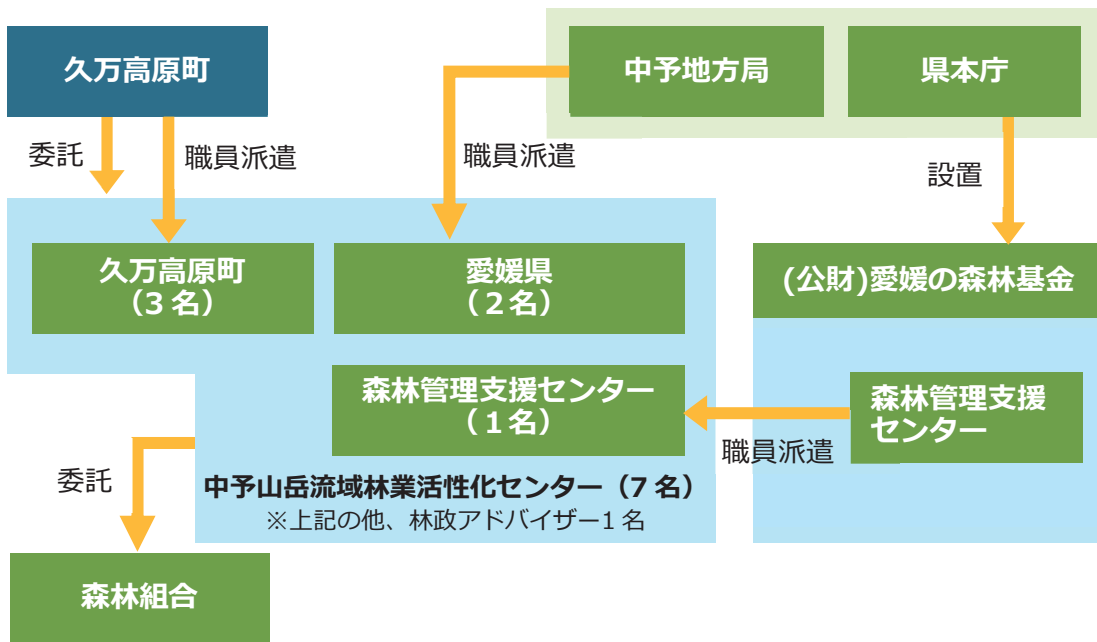 久万高原町
中予地方局
県本庁
委託
職員派遣
職員派遣
設置
久万高原町
（3名）
愛媛県
（2名）
(公財)愛媛の森林基金
森林管理支援センター
（1名）
職員派遣
森林管理支援
センター
委託
中予山岳流域林業活性化センター（7名）
※上記の他、林政アドバイザー1名
森林組合